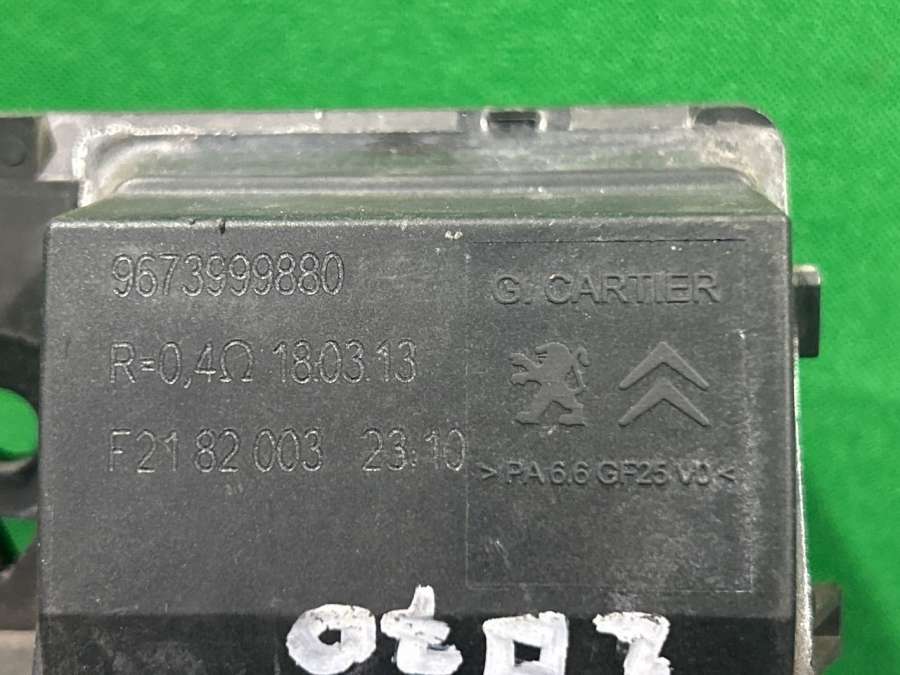 9673999880
R=0,4Ω 18.03.13
F21 82 003 23:10
G. CARTIER
>PA 6.6 GF25 V0<